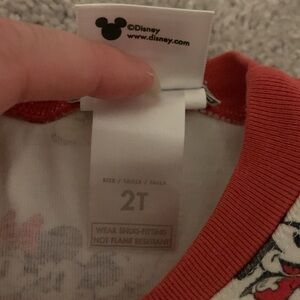 ©Disney
www.disney.com
SIZE / TAILLE / TALLA
2T
WEAR SNUG-FITTING
NOT FLAME RESISTANT